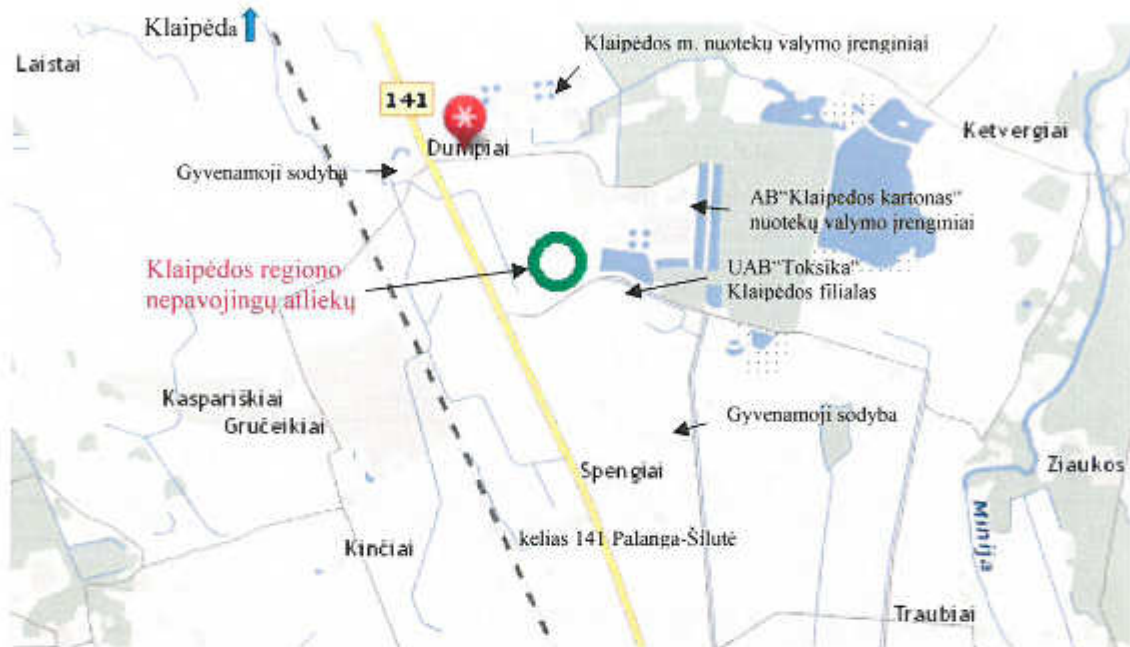 Klaipėda
Klaipėdos m. nuotekų valymo įrenginiai
Laistai
141
Ketvergiai
Dumpiai
Gyvenamoji sodyba
AB"Klaipėdos kartonas"
nuotekų valymo įrenginiai
Klaipėdos regiono
nepavojingų atliekų
UAB"Toksika"
Klaipėdos filialas
Kaspariškiai
Gručeikiai
Gyvenamoji sodyba
Spengiai
Ziaukos
Minija
kelias 141 Palanga-Šilutė
Kinčiai
Traubiai